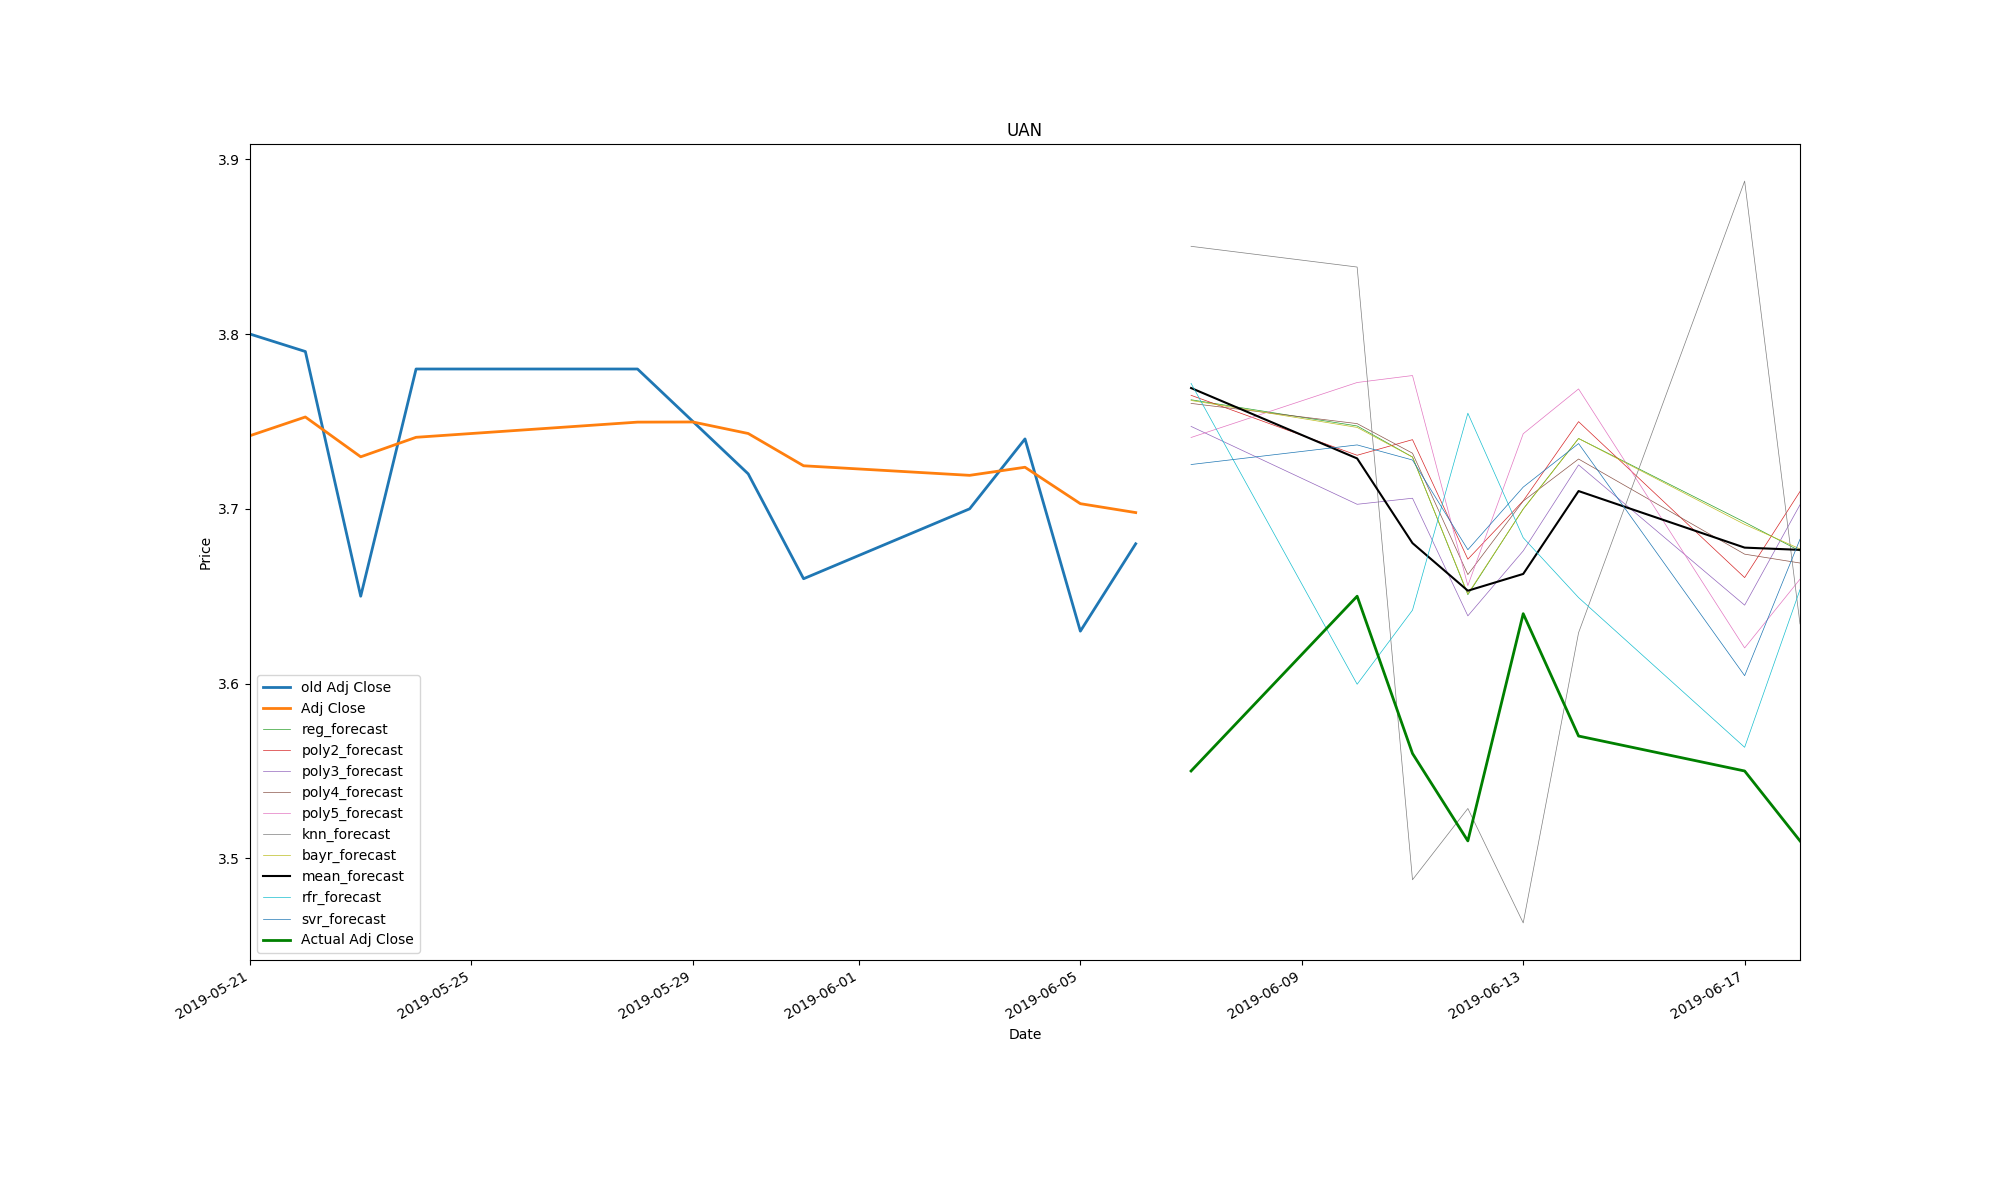 UAN
3.9
3.8
3.7
3.6
3.5
Price
old Adj Close
Adj Close
reg_forecast
poly2_forecast
poly3_forecast
poly4_forecast
poly5_forecast
knn_forecast
bayr_forecast
mean_forecast
rfr_forecast
svr_forecast
Actual Adj Close
2019-05-21
2019-05-25
2019-05-29
2019-06-01
2019-06-05
2019-06-09
2019-06-13
2019-06-17
Date